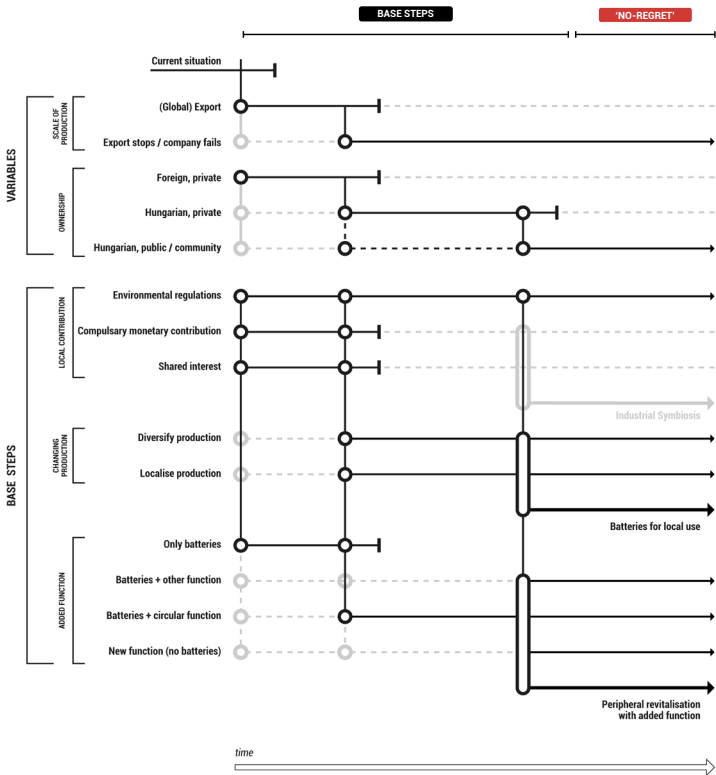 BASE STEPS
'NO-REGRET'
Current situation
VARIABLES
SCALE OF
PRODUCTION
(Global) Export
Export stops / company fails
OWNERSHIP
Foreign, private
Hungarian, private
Hungarian, public / community
BASE STEPS
LOCAL CONTRIBUTION
Environmental regulations
Compulsary monetary contribution
Shared interest
Industrial Symbiosis
CHANGING
PRODUCTION
Diversify production
Localise production
Batteries for local use
ADDED FUNCTION
Only batteries
Batteries + other function
Batteries + circular function
New function (no batteries)
Peripheral revitalisation
with added function
time